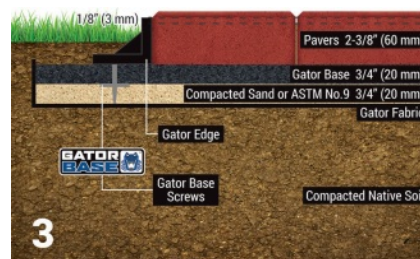 1/8" (3 mm)
Pavers 2-3/8" (60 mm
Gator Base 3/4" (20 mm
Compacted Sand or ASTM No.9 3/4" (20 mm
Gator Fabric
Gator Edge
GATOR
BASE
Gator Base
Screws
Compacted Native Soi
3